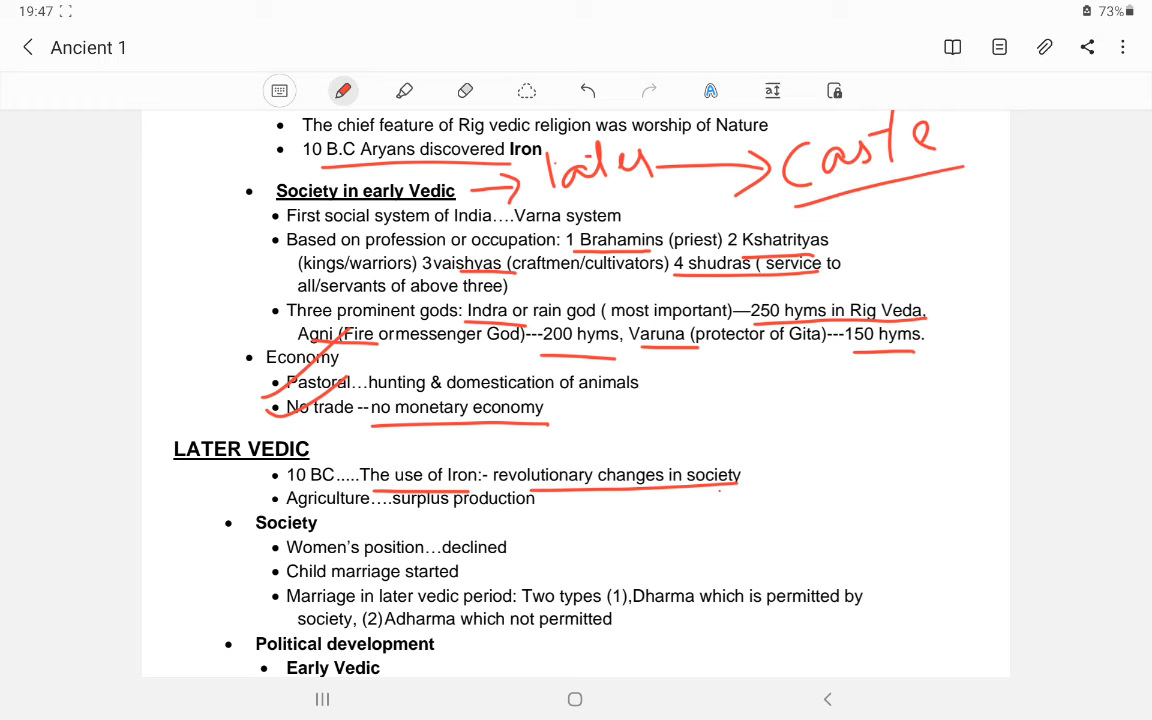 19:47
73%
Ancient 1
The chief feature of Rig vedic religion was worship of Nature
10 B.C Aryans discovered Iron
later → caste
Society in early Vedic
First social system of India....Varna system
Based on profession or occupation: 1 Brahamins (priest) 2 Kshatrityas
(kings/warriors) 3vaishyas (craftmen/cultivators) 4 shudras ( service to
all/servants of above three)
Three prominent gods: Indra or rain god ( most important)—250 hyms in Rig Veda,
Agni (Fire ormessenger God)---200 hyms, Varuna (protector of Gita)---150 hyms.
Economy
Pastoral…hunting & domestication of animals
No trade --no monetary economy
LATER VEDIC
10 BC.....The use of Iron:- revolutionary changes in society
Agriculture….surplus production
Society
Women's position…declined
Child marriage started
Marriage in later vedic period: Two types (1),Dharma which is permitted by
society, (2)Adharma which not permitted
Political development
Early Vedic